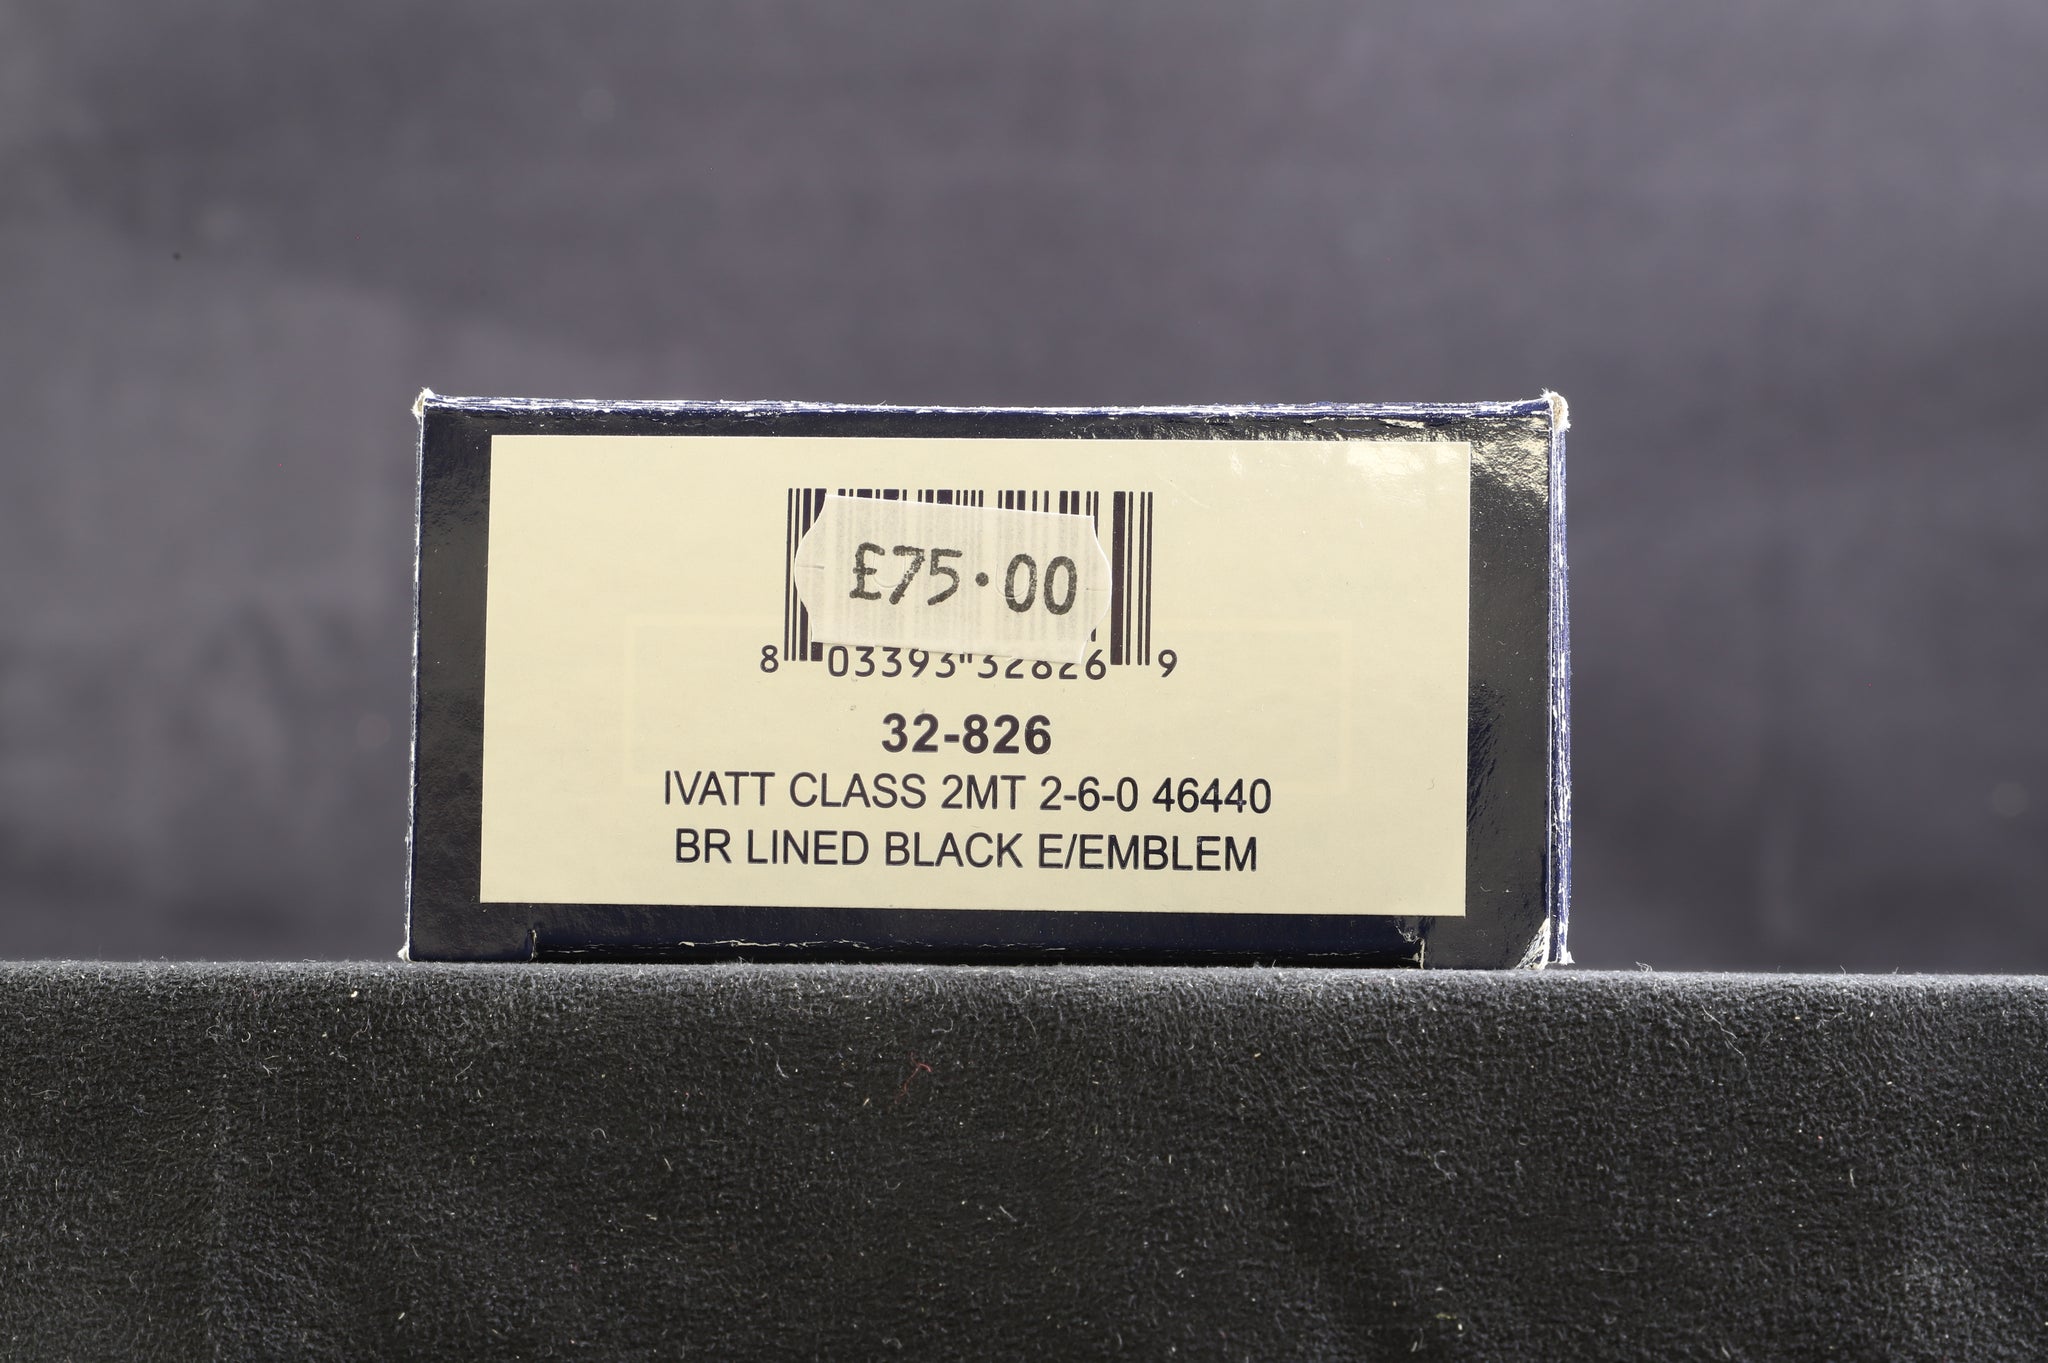 £75.00
8 03393 32826 9
32-826
IVATT CLASS 2MT 2-6-0 46440
BR LINED BLACK E/EMBLEM